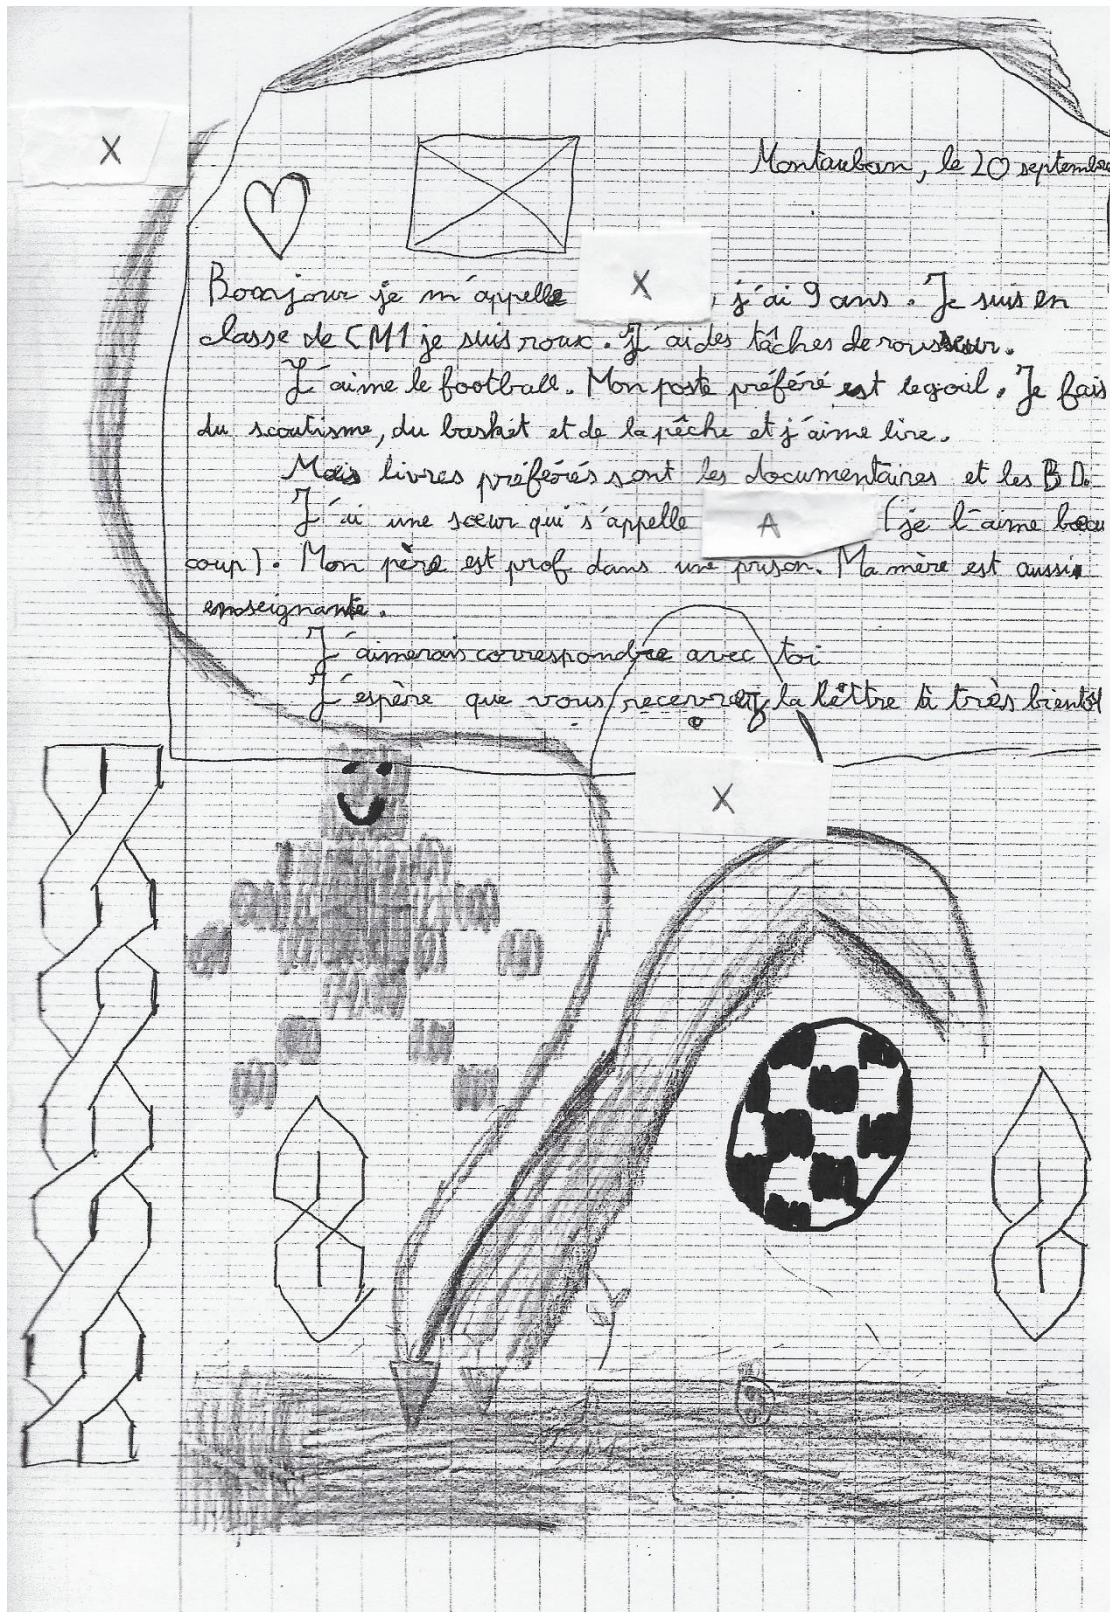 X
Montauban, le 20 septembre
Bonjour je m'appelle X, j'ai 9 ans. Je suis en
classe de CM1 je suis roux. J'ai des tâches de rousseur.
J'aime le football. Mon poste préféré est le goal. Je fais
du scoutisme, du basket et de la pêche et j'aime lire.
Mais livres préférés sont les documentaires et les BD.
J'ai une sœur qui s'appelle A (je l'aime beau
coup). Mon père est prof dans une prison. Ma mère est aussi
enseignante.
J'aimerais correspondre avec toi
J'espère que vous recevrez la lettre à très bientôt
X